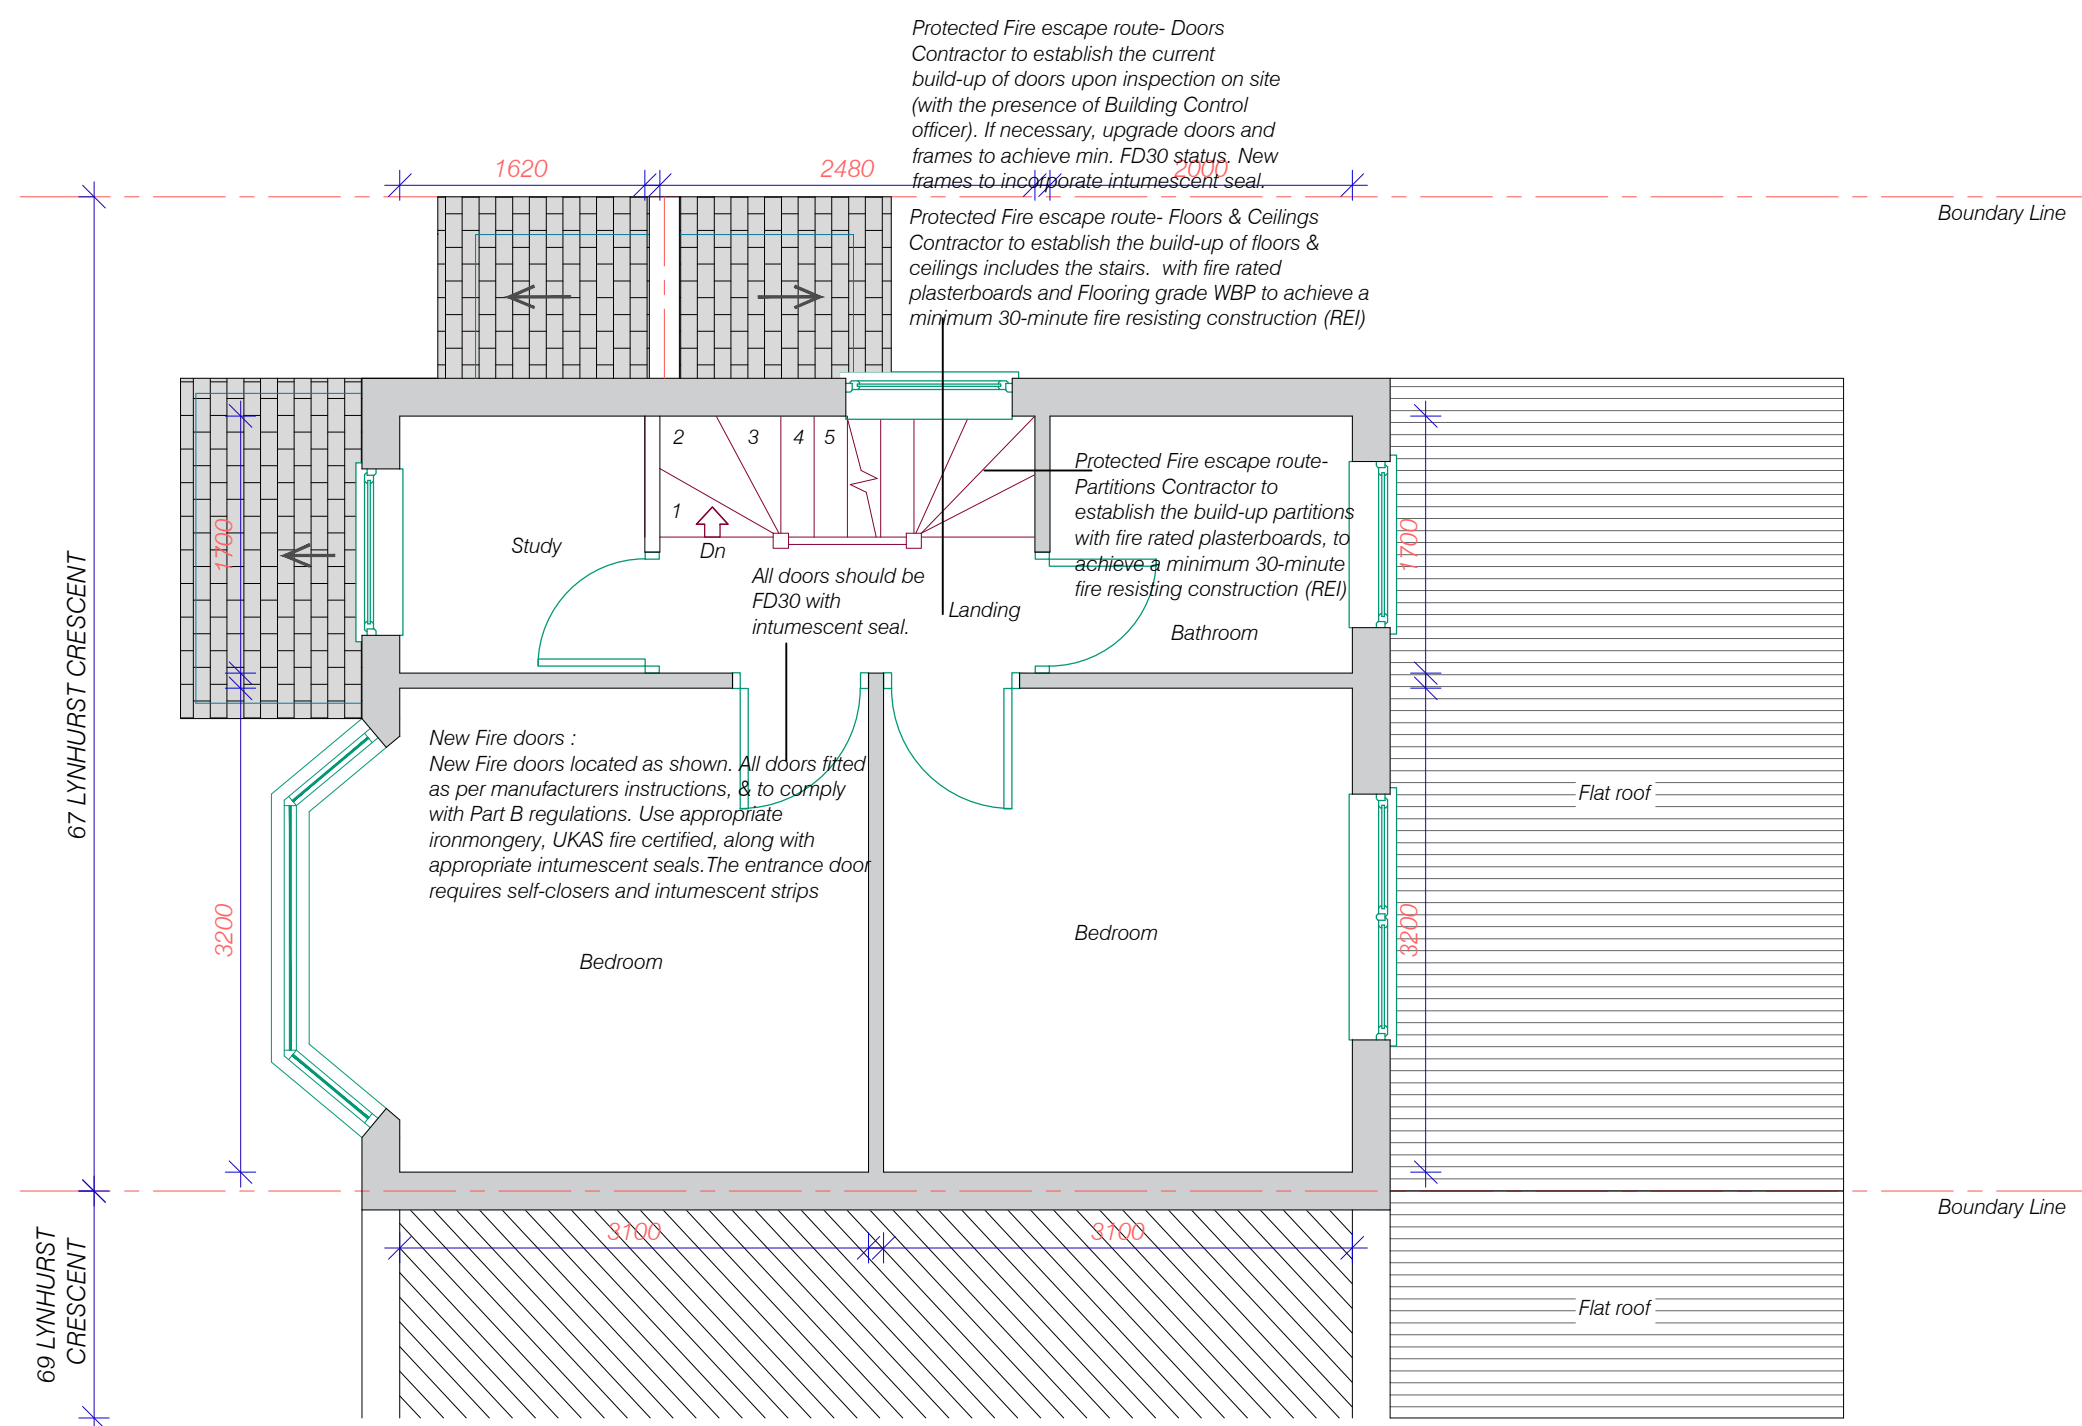 Protected Fire escape route- Doors
Contractor to establish the current
build-up of doors upon inspection on site
(with the presence of Building Control
officer). If necessary, upgrade doors and
frames to achieve min. FD30 status. New
frames to incorporate intumescent seal.
1620
2480
2000
Boundary Line
Protected Fire escape route- Floors & Ceilings
Contractor to establish the build-up of floors &
ceilings includes the stairs. with fire rated
plasterboards and Flooring grade WBP to achieve a
minimum 30-minute fire resisting construction (REI)
2
3
4
5
1
Dn
Protected Fire escape route-
Partitions Contractor to
establish the build-up partitions
with fire rated plasterboards, to
achieve a minimum 30-minute
fire resisting construction (REI)
1700
1700
Study
All doors should be
FD30 with
intumescent seal.
Landing
Bathroom
67 LYNHURST CRESCENT
New Fire doors :
New Fire doors located as shown. All doors fitted
as per manufacturers instructions, & to comply
with Part B regulations. Use appropriate
ironmongery, UKAS fire certified, along with
appropriate intumescent seals.The entrance door
requires self-closers and intumescent strips
Flat roof
3200
3200
Bedroom
Bedroom
Boundary Line
3100
3100
69 LYNHURST
CRESCENT
Flat roof